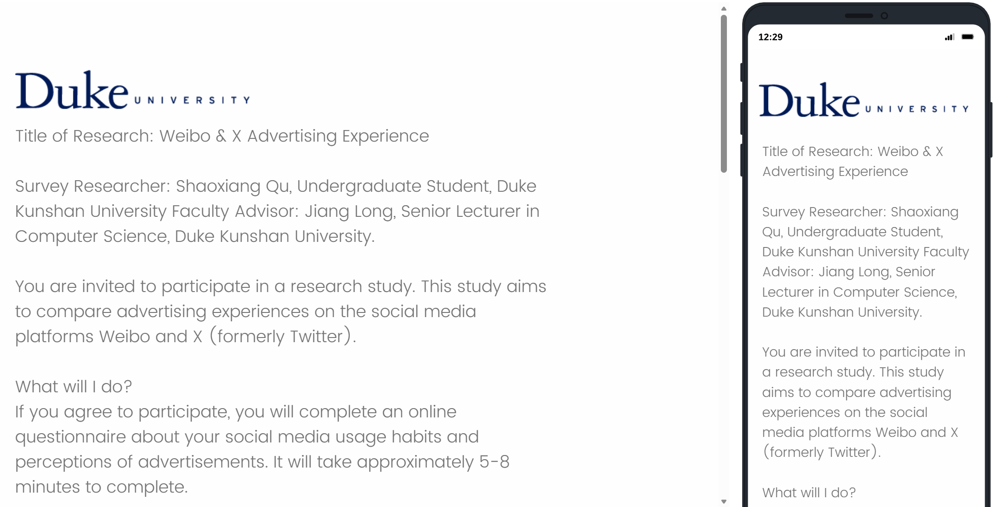 Duke UNIVERSITY
Title of Research: Weibo & X Advertising Experience
Survey Researcher: Shaoxiang Qu, Undergraduate Student, Duke
Kunshan University Faculty Advisor: Jiang Long, Senior Lecturer in
Computer Science, Duke Kunshan University.
You are invited to participate in a research study. This study aims
to compare advertising experiences on the social media
platforms Weibo and X (formerly Twitter).
What will I do?
If you agree to participate, you will complete an online
questionnaire about your social media usage habits and
perceptions of advertisements. It will take approximately 5-8
minutes to complete.
12:29
Duke UNIVERSITY
Title of Research: Weibo & X
Advertising Experience
Survey Researcher: Shaoxiang
Qu, Undergraduate Student,
Duke Kunshan University Faculty
Advisor: Jiang Long, Senior
Lecturer in Computer Science,
Duke Kunshan University.
You are invited to participate in
a research study. This study
aims to compare advertising
experiences on the social
media platforms Weibo and X
(formerly Twitter).
What will I do?